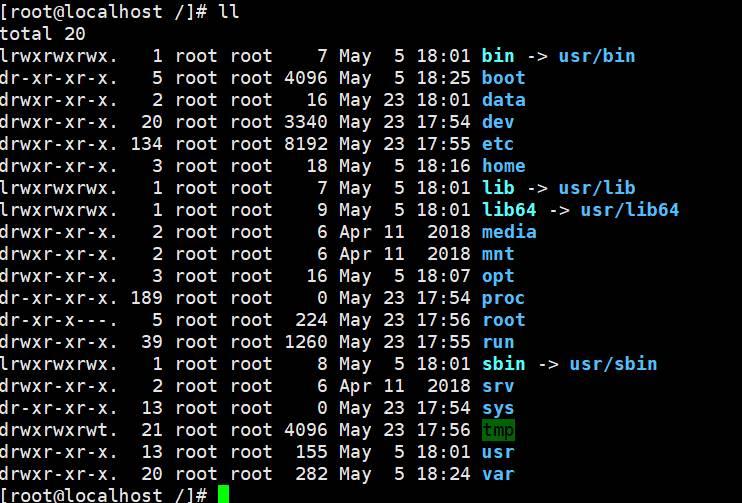 [root@localhost /]# ll
total 20
lrwxrwxrwx.   1 root root    7 May  5 18:01 bin -> usr/bin
dr-xr-xr-x.   5 root root 4096 May  5 18:25 boot
drwxr-xr-x.   2 root root   16 May 23 18:01 data
drwxr-xr-x.  20 root root 3340 May 23 17:54 dev
drwxr-xr-x. 134 root root 8192 May 23 17:55 etc
drwxr-xr-x.   3 root root   18 May  5 18:16 home
lrwxrwxrwx.   1 root root    7 May  5 18:01 lib -> usr/lib
lrwxrwxrwx.   1 root root    9 May  5 18:01 lib64 -> usr/lib64
drwxr-xr-x.   2 root root    6 Apr 11  2018 media
drwxr-xr-x.   2 root root    6 Apr 11  2018 mnt
drwxr-xr-x.   3 root root   16 May  5 18:07 opt
dr-xr-xr-x. 189 root root    0 May 23 17:54 proc
dr-xr-x---.   5 root root  224 May 23 17:56 root
drwxr-xr-x.  39 root root 1260 May 23 17:55 run
lrwxrwxrwx.   1 root root    8 May  5 18:01 sbin -> usr/sbin
drwxr-xr-x.   2 root root    6 Apr 11  2018 srv
dr-xr-xr-x.  13 root root    0 May 23 17:54 sys
drwxrwxrwt.  21 root root 4096 May 23 17:56 tmp
drwxr-xr-x.  13 root root  155 May  5 18:01 usr
drwxr-xr-x.  20 root root  282 May  5 18:24 var
[root@localhost /]#